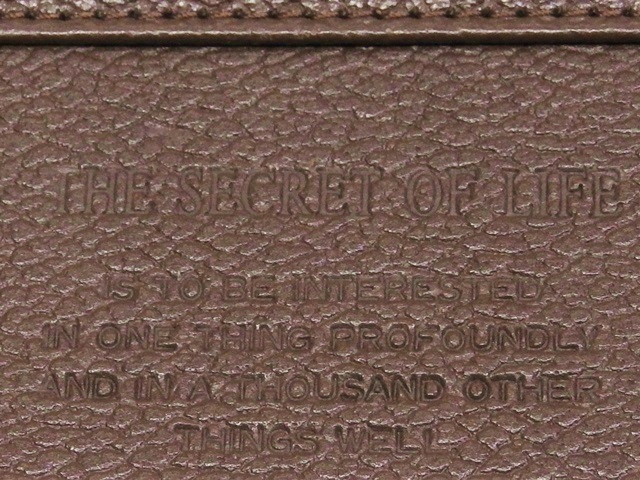 THE SECRET OF LIFE
IS TO BE INTERESTED
IN ONE THING PROFOUNDLY
AND IN A THOUSAND OTHER
THINGS WELL